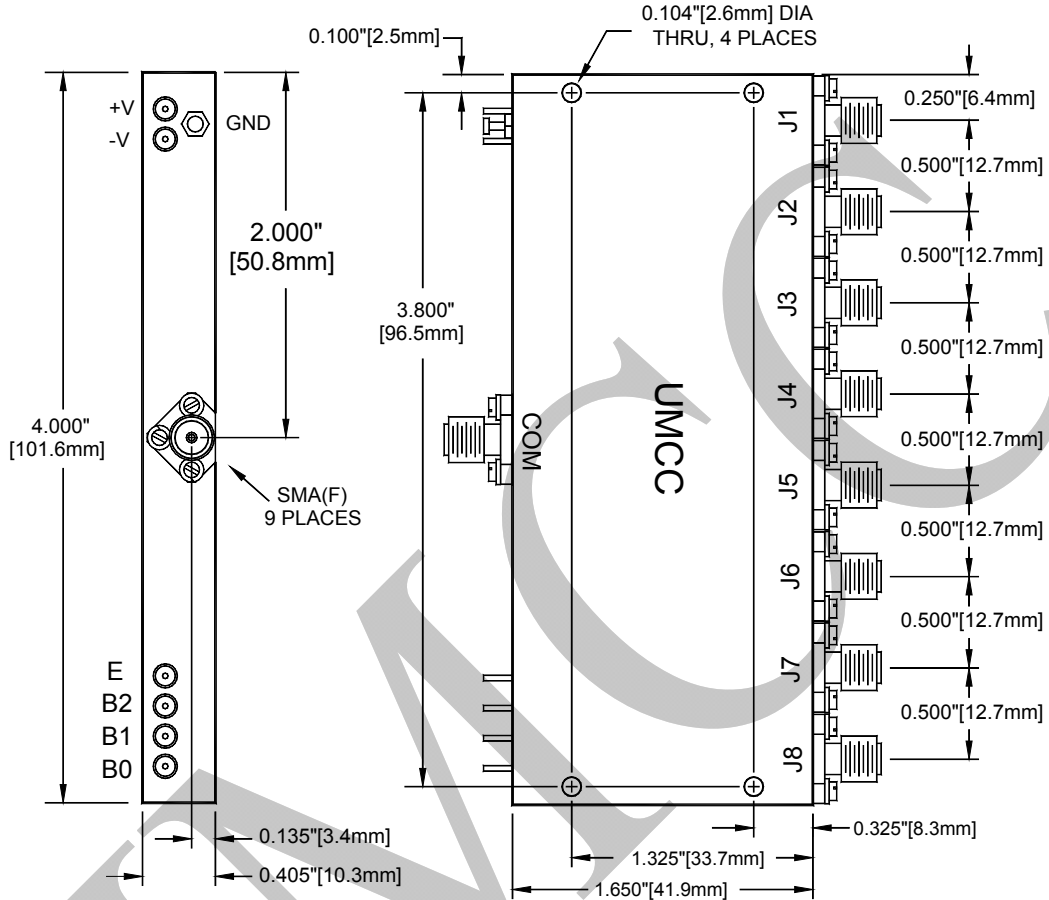 0.104"[2.6mm] DIA
THRU, 4 PLACES
0.100"[2.5mm]
+V
-V
GND
2.000"
[50.8mm]
4.000"
[101.6mm]
SMA(F)
9 PLACES
E
B2
B1
B0
0.135"[3.4mm]
0.405"[10.3mm]
3.800"
[96.5mm]
COM
UMCC
J1
J2
J3
J4
J5
J6
J7
J8
0.250"[6.4mm]
0.500"[12.7mm]
0.500"[12.7mm]
0.500"[12.7mm]
0.500"[12.7mm]
0.500"[12.7mm]
0.500"[12.7mm]
0.500"[12.7mm]
0.325"[8.3mm]
1.325"[33.7mm]
1.650"[41.9mm]
UMCC